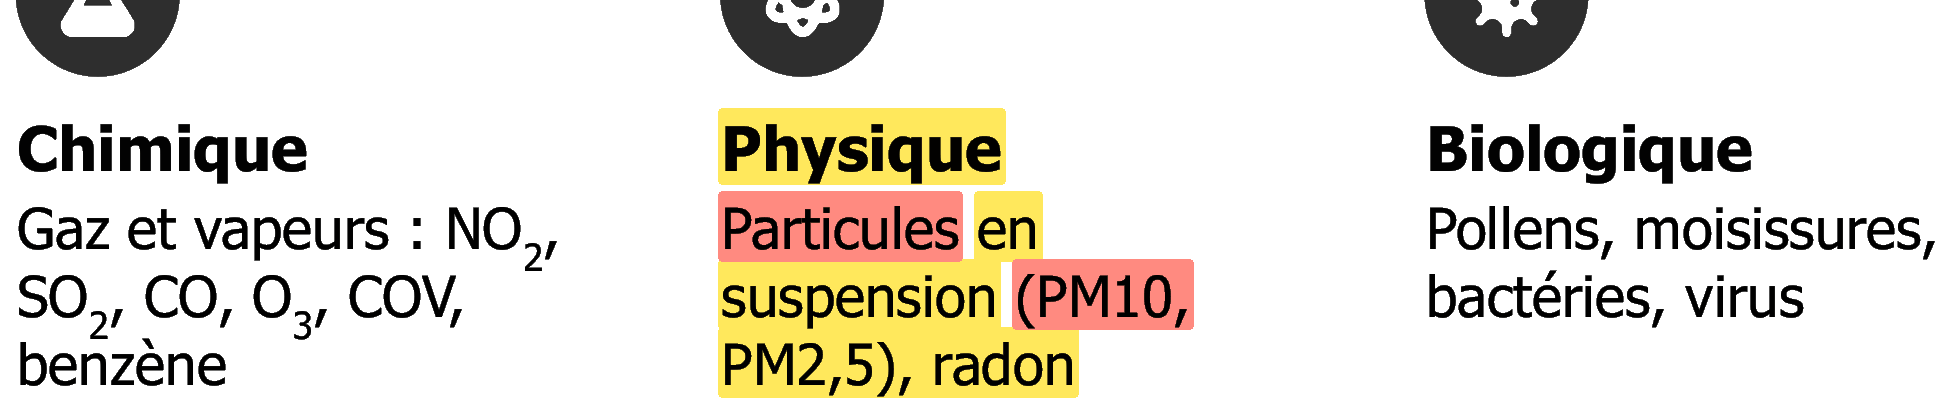 Chimique
Gaz et vapeurs : NO₂,
SO₂, CO, O₃, COV,
benzène
Physique
Particules en
suspension (PM10,
PM2,5), radon
Biologique
Pollens, moisissures,
bactéries, virus